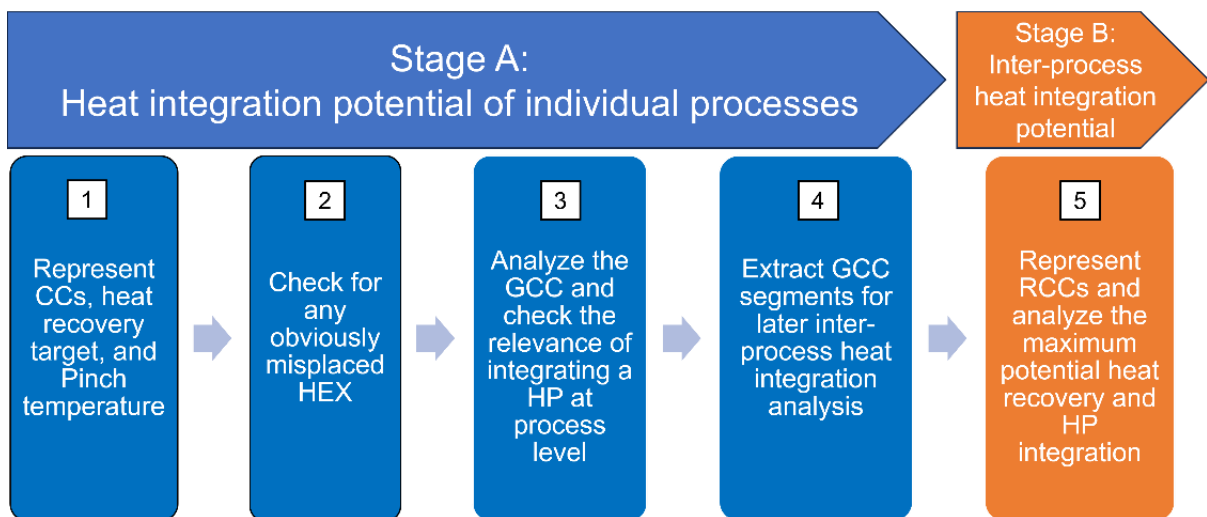 Stage A:
Heat integration potential of individual processes
Stage B:
Inter-process
heat integration
potential
1
Represent
CCs, heat
recovery
target, and
Pinch
temperature
2
Check for
any
obviously
misplaced
HEX
3
Analyze the
GCC and
check the
relevance of
integrating a
HP at
process
level
4
Extract GCC
segments for
later inter-
process heat
integration
analysis
5
Represent
RCCs and
analyze the
maximum
potential heat
recovery and
HP
integration